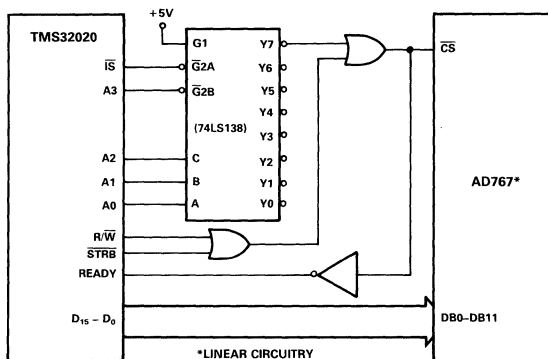 +5V
TMS32020
G1
Y7
IS
G2A
Y6
CS
A3
G2B
Y5
Y4
(74LS138)
Y3
A2
C
Y2
AD767*
A1
B
Y1
A0
A
Y0
R/W
STRB
READY
D15 – D0
DB0–DB11
*LINEAR CIRCUITRY